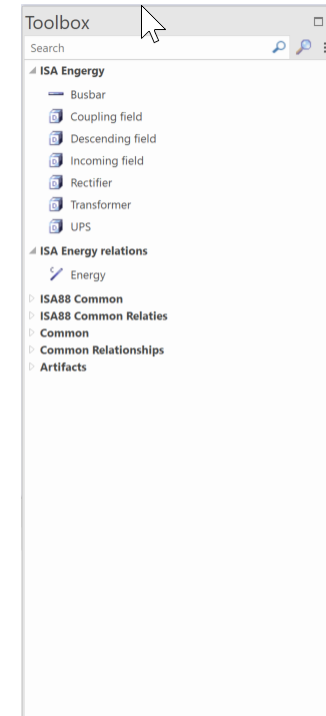 Toolbox
Search
ISA Engergy
Busbar
Coupling field
Descending field
Incoming field
Rectifier
Transformer
UPS
ISA Energy relations
Energy
ISA88 Common
ISA88 Common Relaties
Common
Common Relationships
Artifacts